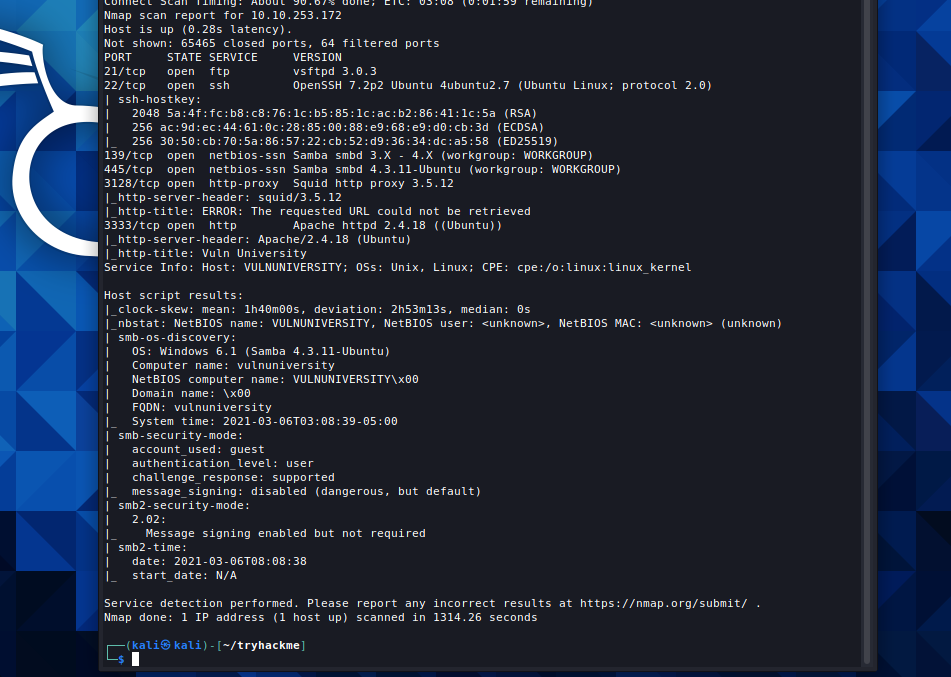 Connect Scan Timing: About 90.67% done; ETC: 03:08 (0:01:59 remaining)
Nmap scan report for 10.10.253.172
Host is up (0.28s latency).
Not shown: 65465 closed ports, 64 filtered ports
PORT     STATE SERVICE     VERSION
21/tcp   open  ftp         vsftpd 3.0.3
22/tcp   open  ssh         OpenSSH 7.2p2 Ubuntu 4ubuntu2.7 (Ubuntu Linux; protocol 2.0)
| ssh-hostkey:
|   2048 5a:4f:fc:b8:c8:76:1c:b5:85:1c:ac:b2:86:41:1c:5a (RSA)
|   256 ac:9d:ec:44:61:0c:28:85:00:88:e9:68:e9:d0:cb:3d (ECDSA)
|_  256 30:50:cb:70:5a:86:57:22:cb:52:d9:36:34:dc:a5:58 (ED25519)
139/tcp  open  netbios-ssn Samba smbd 3.X - 4.X (workgroup: WORKGROUP)
445/tcp  open  netbios-ssn Samba smbd 4.3.11-Ubuntu (workgroup: WORKGROUP)
3128/tcp open  http-proxy  Squid http proxy 3.5.12
|_http-server-header: squid/3.5.12
|_http-title: ERROR: The requested URL could not be retrieved
3333/tcp open  http        Apache httpd 2.4.18 ((Ubuntu))
|_http-server-header: Apache/2.4.18 (Ubuntu)
|_http-title: Vuln University
Service Info: Host: VULNUNIVERSITY; OSs: Unix, Linux; CPE: cpe:/o:linux:linux_kernel
Host script results:
|_clock-skew: mean: 1h40m00s, deviation: 2h53m13s, median: 0s
|_nbstat: NetBIOS name: VULNUNIVERSITY, NetBIOS user: <unknown>, NetBIOS MAC: <unknown> (unknown)
| smb-os-discovery:
|   OS: Windows 6.1 (Samba 4.3.11-Ubuntu)
|   Computer name: vulnuniversity
|   NetBIOS computer name: VULNUNIVERSITY\x00
|   Domain name: \x00
|   FQDN: vulnuniversity
|_  System time: 2021-03-06T03:08:39-05:00
| smb-security-mode:
|   account_used: guest
|   authentication_level: user
|   challenge_response: supported
|_  message_signing: disabled (dangerous, but default)
| smb2-security-mode:
|   2.02:
|_    Message signing enabled but not required
| smb2-time:
|   date: 2021-03-06T08:08:38
|_  start_date: N/A
Service detection performed. Please report any incorrect results at https://nmap.org/submit/ .
Nmap done: 1 IP address (1 host up) scanned in 1314.26 seconds
┌──(kali㉿kali)-[~/tryhackme]
└─$